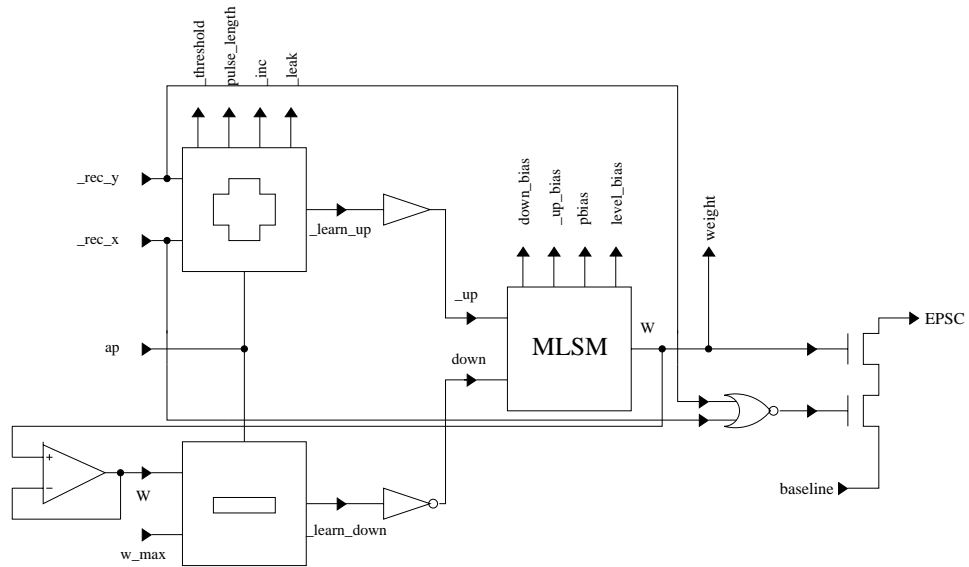 _threshold
pulse_length
_inc
_leak
_rec_y
_rec_x
_learn_up
down_bias
_up_bias
pbias
level_bias
weight
_up
MLSM
W
EPSC
ap
down
+
−
W
baseline
_learn_down
w_max